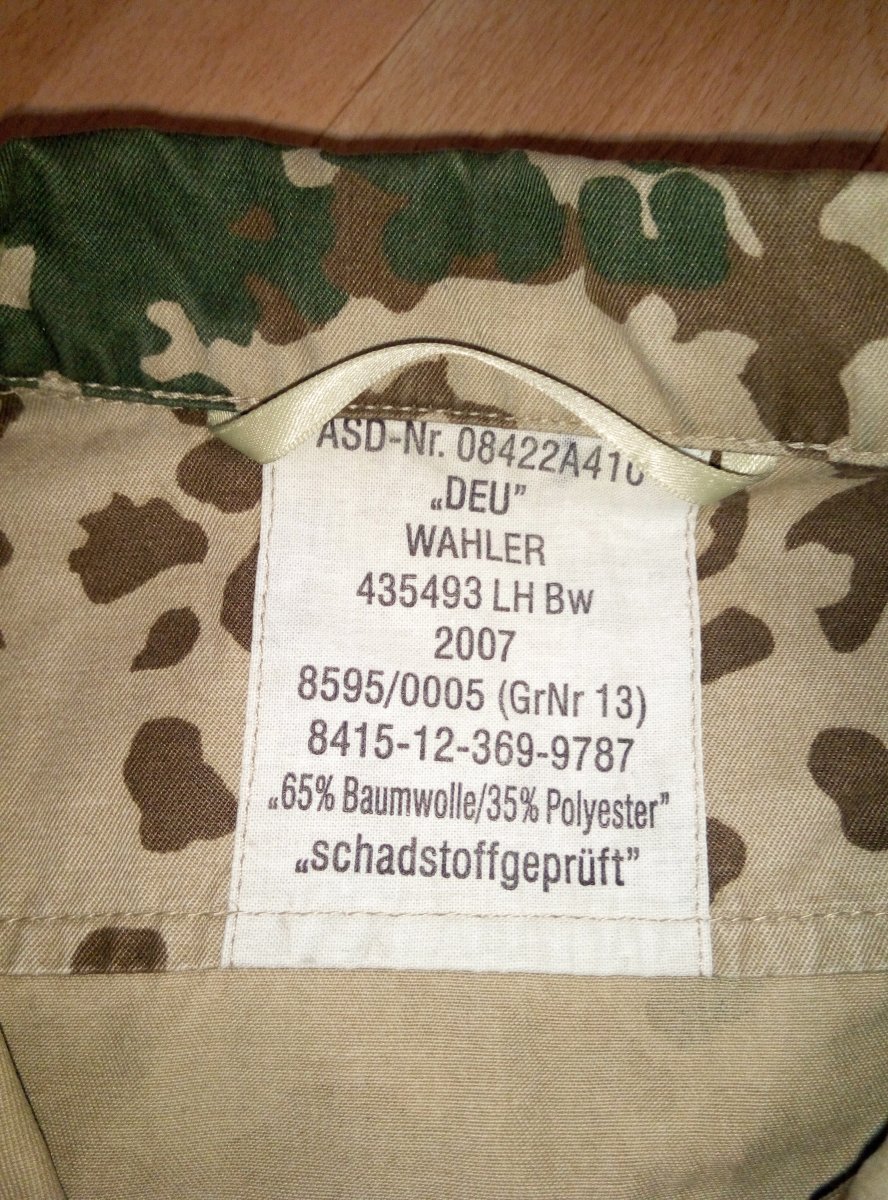 ASD-Nr. 08422A410
„DEU”
WAHLER
435493 LH Bw
2007
8595/0005 (GrNr 13)
8415-12-369-9787
„65% Baumwolle/35% Polyester”
„schadstoffgeprüft”